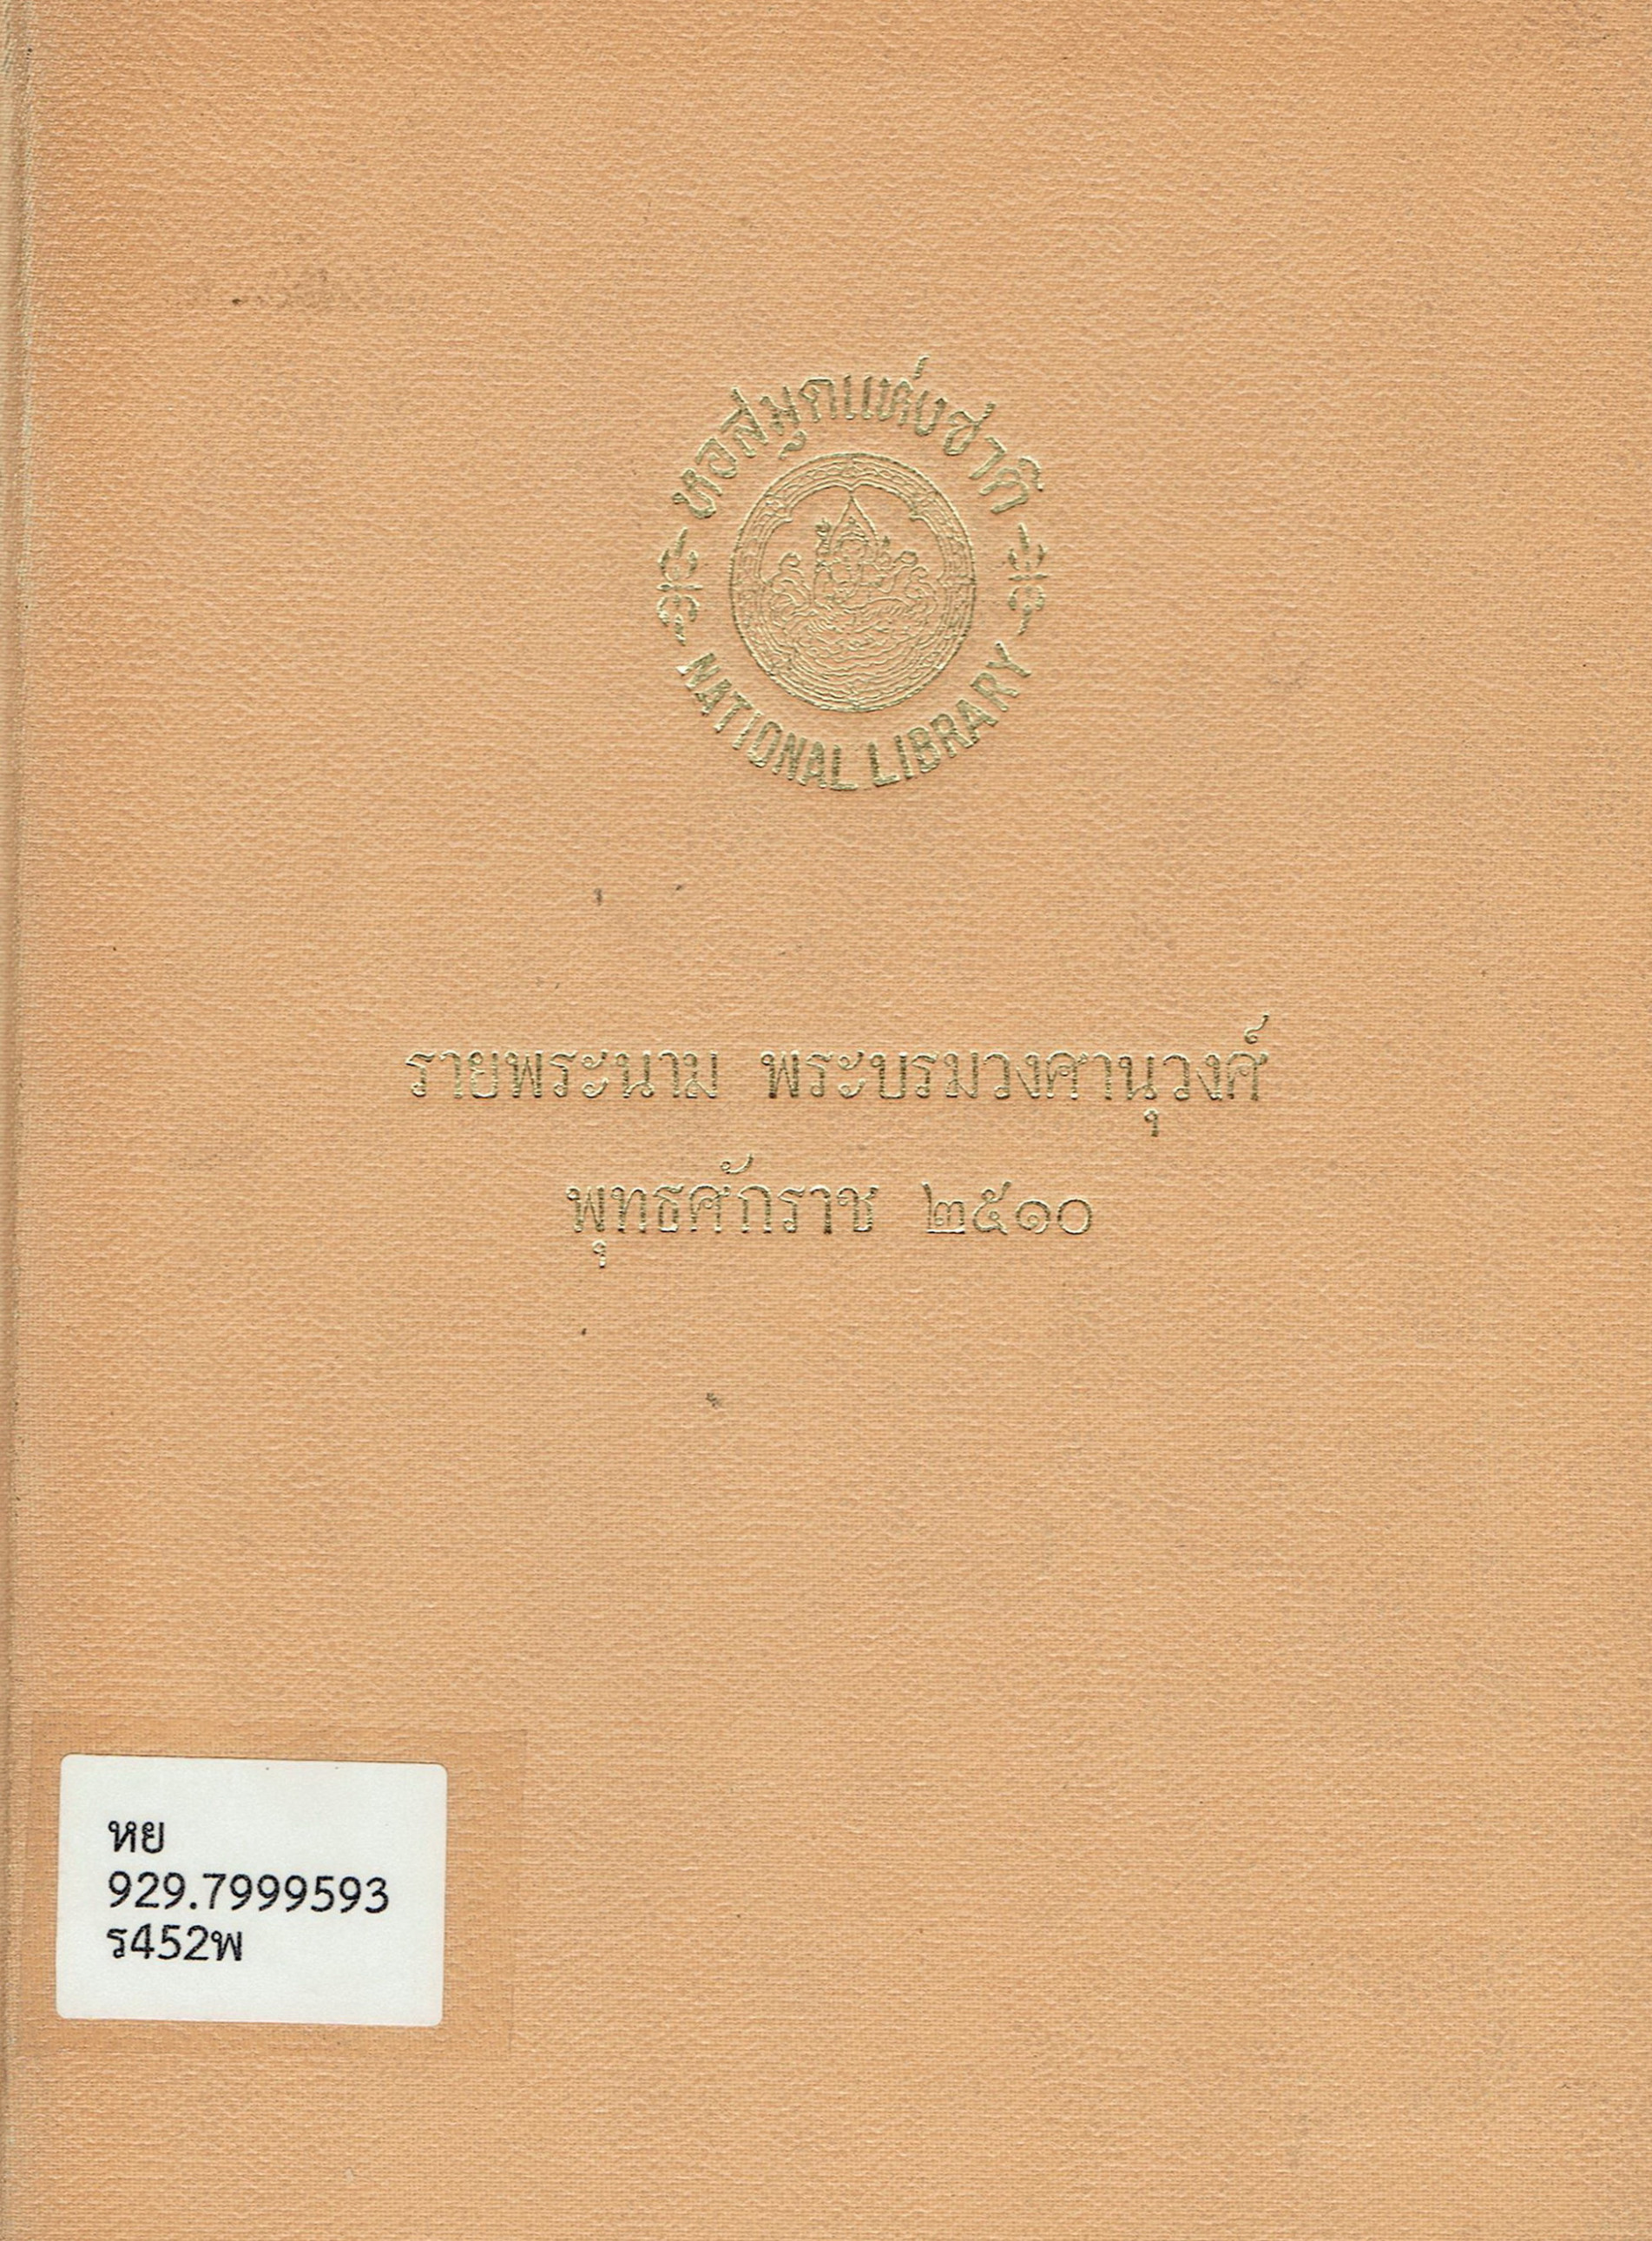 หอสมุดแห่งชาติ
NATIONAL LIBRARY
รายพระนาม พระบรมวงศานุวงศ์
พุทธศักราช ๒๕๑๐
หย
929.7999593
ร452พ